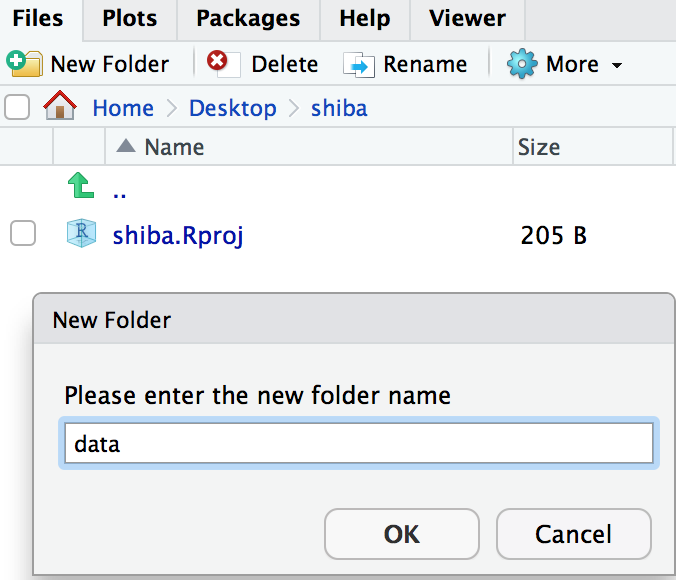 Files Plots Packages Help Viewer
New Folder Delete Rename More
Home Desktop shiba
Name Size
..
R shiba.Rproj 205 B
New Folder
Please enter the new folder name
data
OK Cancel